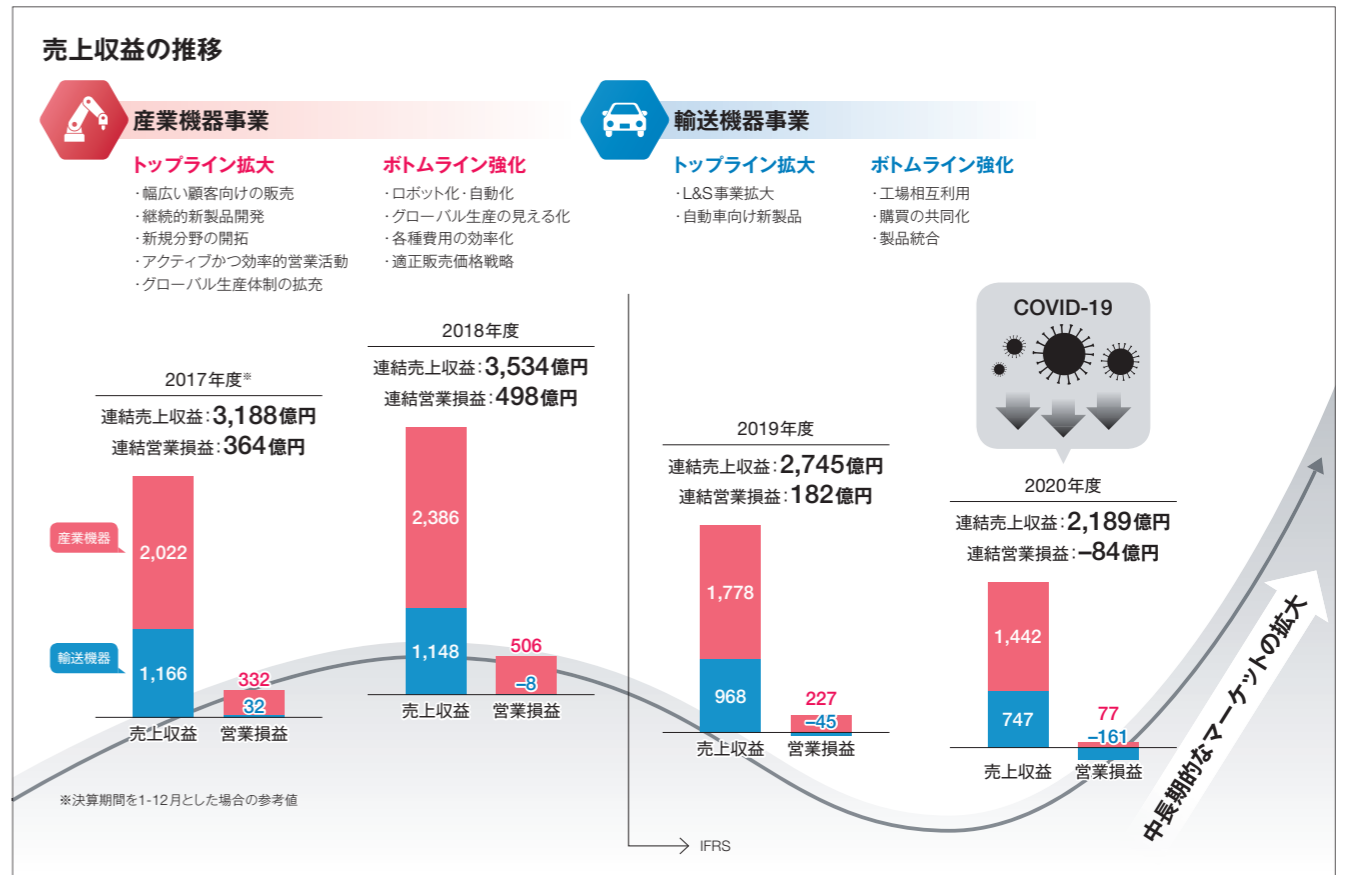 売上収益の推移
産業機器事業
トップライン拡大
・幅広い顧客向けの販売
・継続的新製品開発
・新規分野の開拓
・アクティブかつ効率的営業活動
・グローバル生産体制の拡充
ボトムライン強化
・ロボット化・自動化
・グローバル生産の見える化
・各種費用の効率化
・適正販売価格戦略
輸送機器事業
トップライン拡大
・L&S事業拡大
・自動車向け新製品
ボトムライン強化
・工場相互利用
・購買の共同化
・製品統合
2017年度※
連結売上収益：3,188億円
連結営業損益：364億円
産業機器
輸送機器
2,022
1,166
332
32
売上収益
営業損益
2018年度
連結売上収益：3,534億円
連結営業損益：498億円
2,386
1,148
506
–8
売上収益
営業損益
2019年度
連結売上収益：2,745億円
連結営業損益：182億円
1,778
968
227
–45
売上収益
営業損益
COVID-19
2020年度
連結売上収益：2,189億円
連結営業損益：–84億円
1,442
747
77
–161
売上収益
営業損益
中長期的なマーケットの拡大
※決算期間を1-12月とした場合の参考値
IFRS